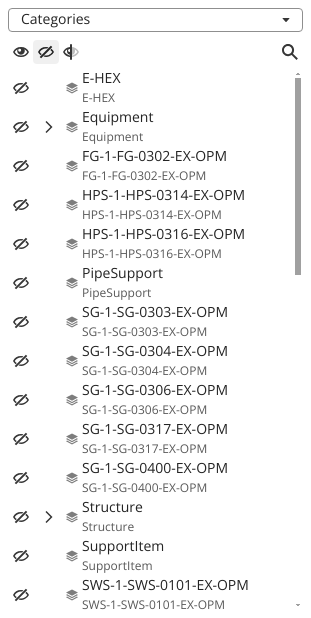 Categories
E-HEX
E-HEX
Equipment
Equipment
FG-1-FG-0302-EX-OPM
FG-1-FG-0302-EX-OPM
HPS-1-HPS-0314-EX-OPM
HPS-1-HPS-0314-EX-OPM
HPS-1-HPS-0316-EX-OPM
HPS-1-HPS-0316-EX-OPM
PipeSupport
PipeSupport
SG-1-SG-0303-EX-OPM
SG-1-SG-0303-EX-OPM
SG-1-SG-0304-EX-OPM
SG-1-SG-0304-EX-OPM
SG-1-SG-0306-EX-OPM
SG-1-SG-0306-EX-OPM
SG-1-SG-0317-EX-OPM
SG-1-SG-0317-EX-OPM
SG-1-SG-0400-EX-OPM
SG-1-SG-0400-EX-OPM
Structure
Structure
SupportItem
SupportItem
SWS-1-SWS-0101-EX-OPM
SWS-1-SWS-0101-EX-OPM